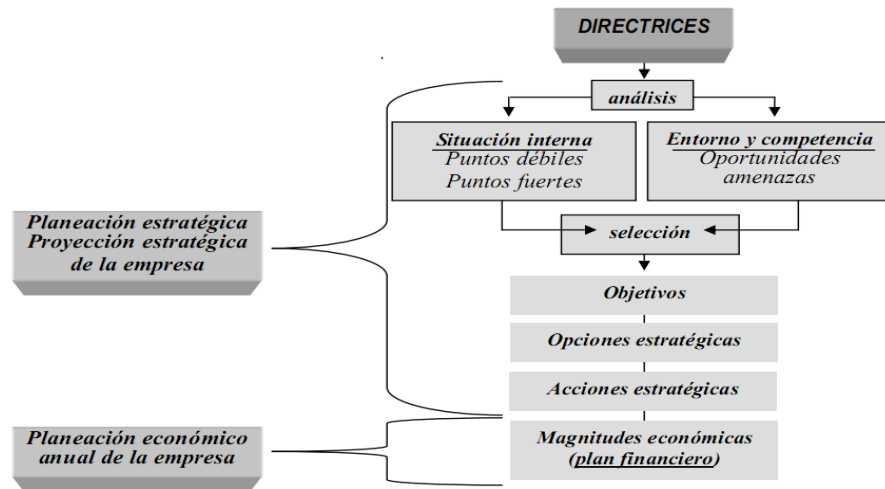 DIRECTRICES
análisis
Situación interna
Puntos débiles
Puntos fuertes
Entorno y competencia
Oportunidades
amenazas
Planeación estratégica
Proyección estratégica
de la empresa
selección
Objetivos
Opciones estratégicas
Acciones estratégicas
Planeación económico
anual de la empresa
Magnitudes económicas
(plan financiero)